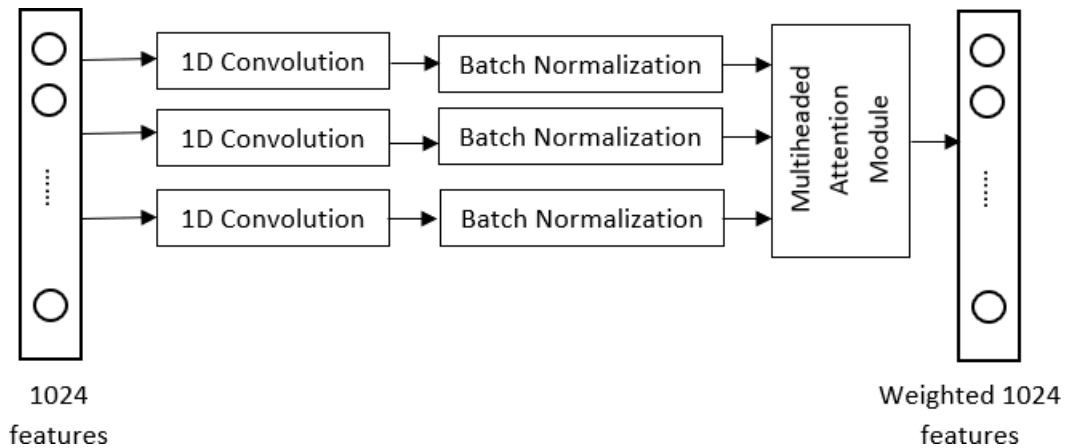 1D Convolution
Batch Normalization
1D Convolution
Batch Normalization
1D Convolution
Batch Normalization
Multiheaded
Attention
Module
1024
features
Weighted 1024
features